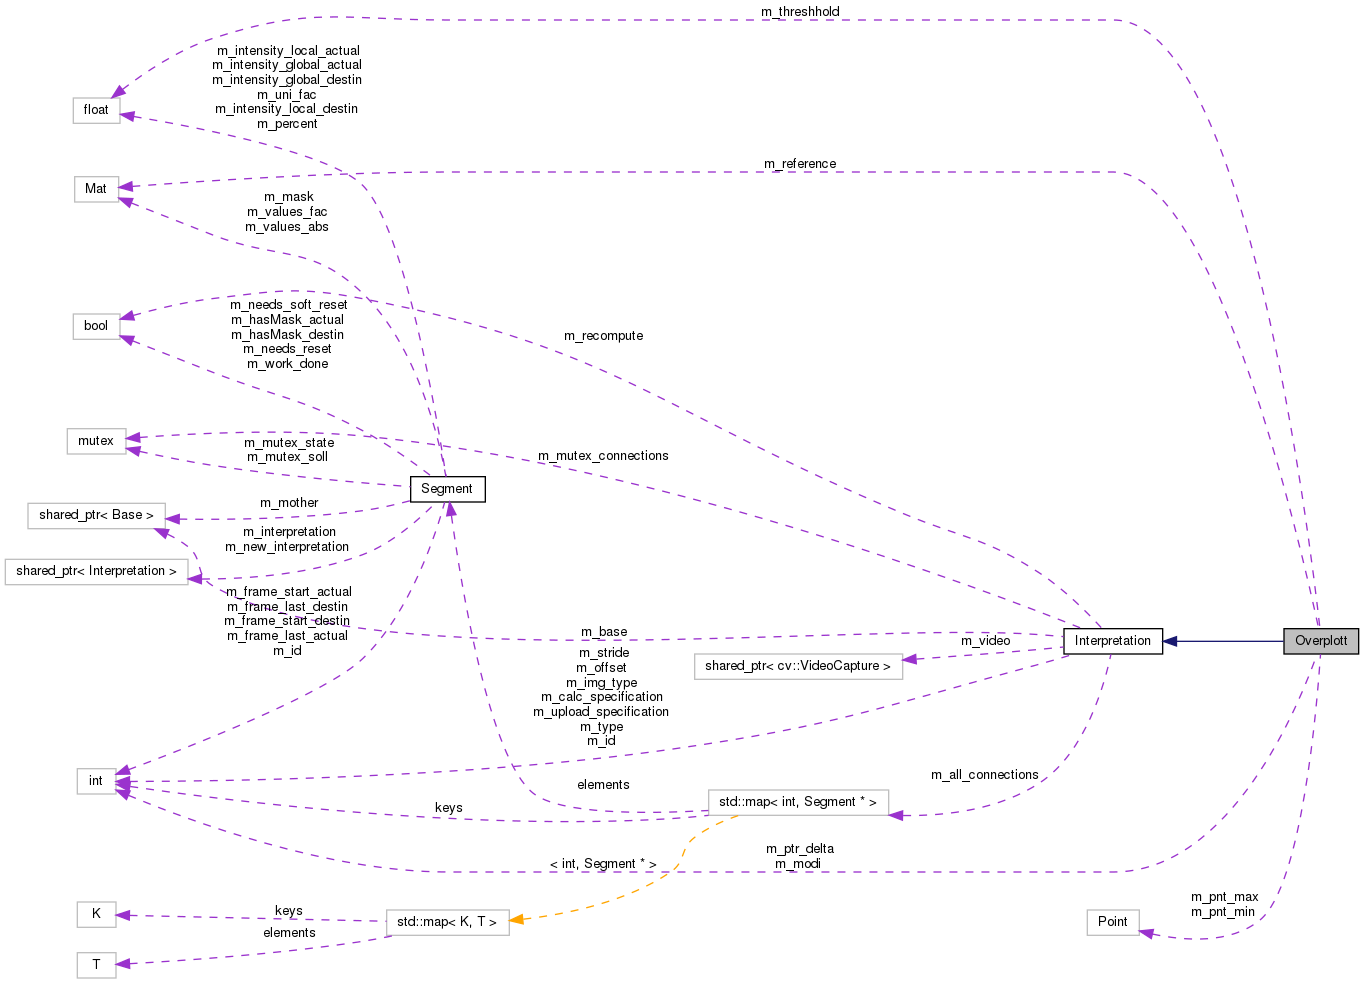 m_threshhold
m_intensity_local_actual
m_intensity_global_actual
m_intensity_global_destin
m_uni_fac
m_intensity_local_destin
m_percent
float
m_reference
Mat
m_mask
m_values_fac
m_values_abs
m_needs_soft_reset
m_hasMask_actual
m_hasMask_destin
m_needs_reset
m_work_done
bool
m_recompute
mutex
m_mutex_state
m_mutex_soll
m_mutex_connections
Segment
shared_ptr< Base >
m_mother
m_interpretation
m_new_interpretation
shared_ptr< Interpretation >
m_frame_start_actual
m_frame_last_destin
m_frame_start_destin
m_frame_last_actual
m_id
m_base
m_video
Interpretation
Overplott
shared_ptr< cv::VideoCapture >
m_stride
m_offset
m_img_type
m_calc_specification
m_upload_specification
m_type
m_id
int
elements
m_all_connections
keys
std::map< int, Segment * >
< int, Segment * >
m_ptr_delta
m_modi
K
keys
std::map< K, T >
elements
T
m_pnt_max
m_pnt_min
Point